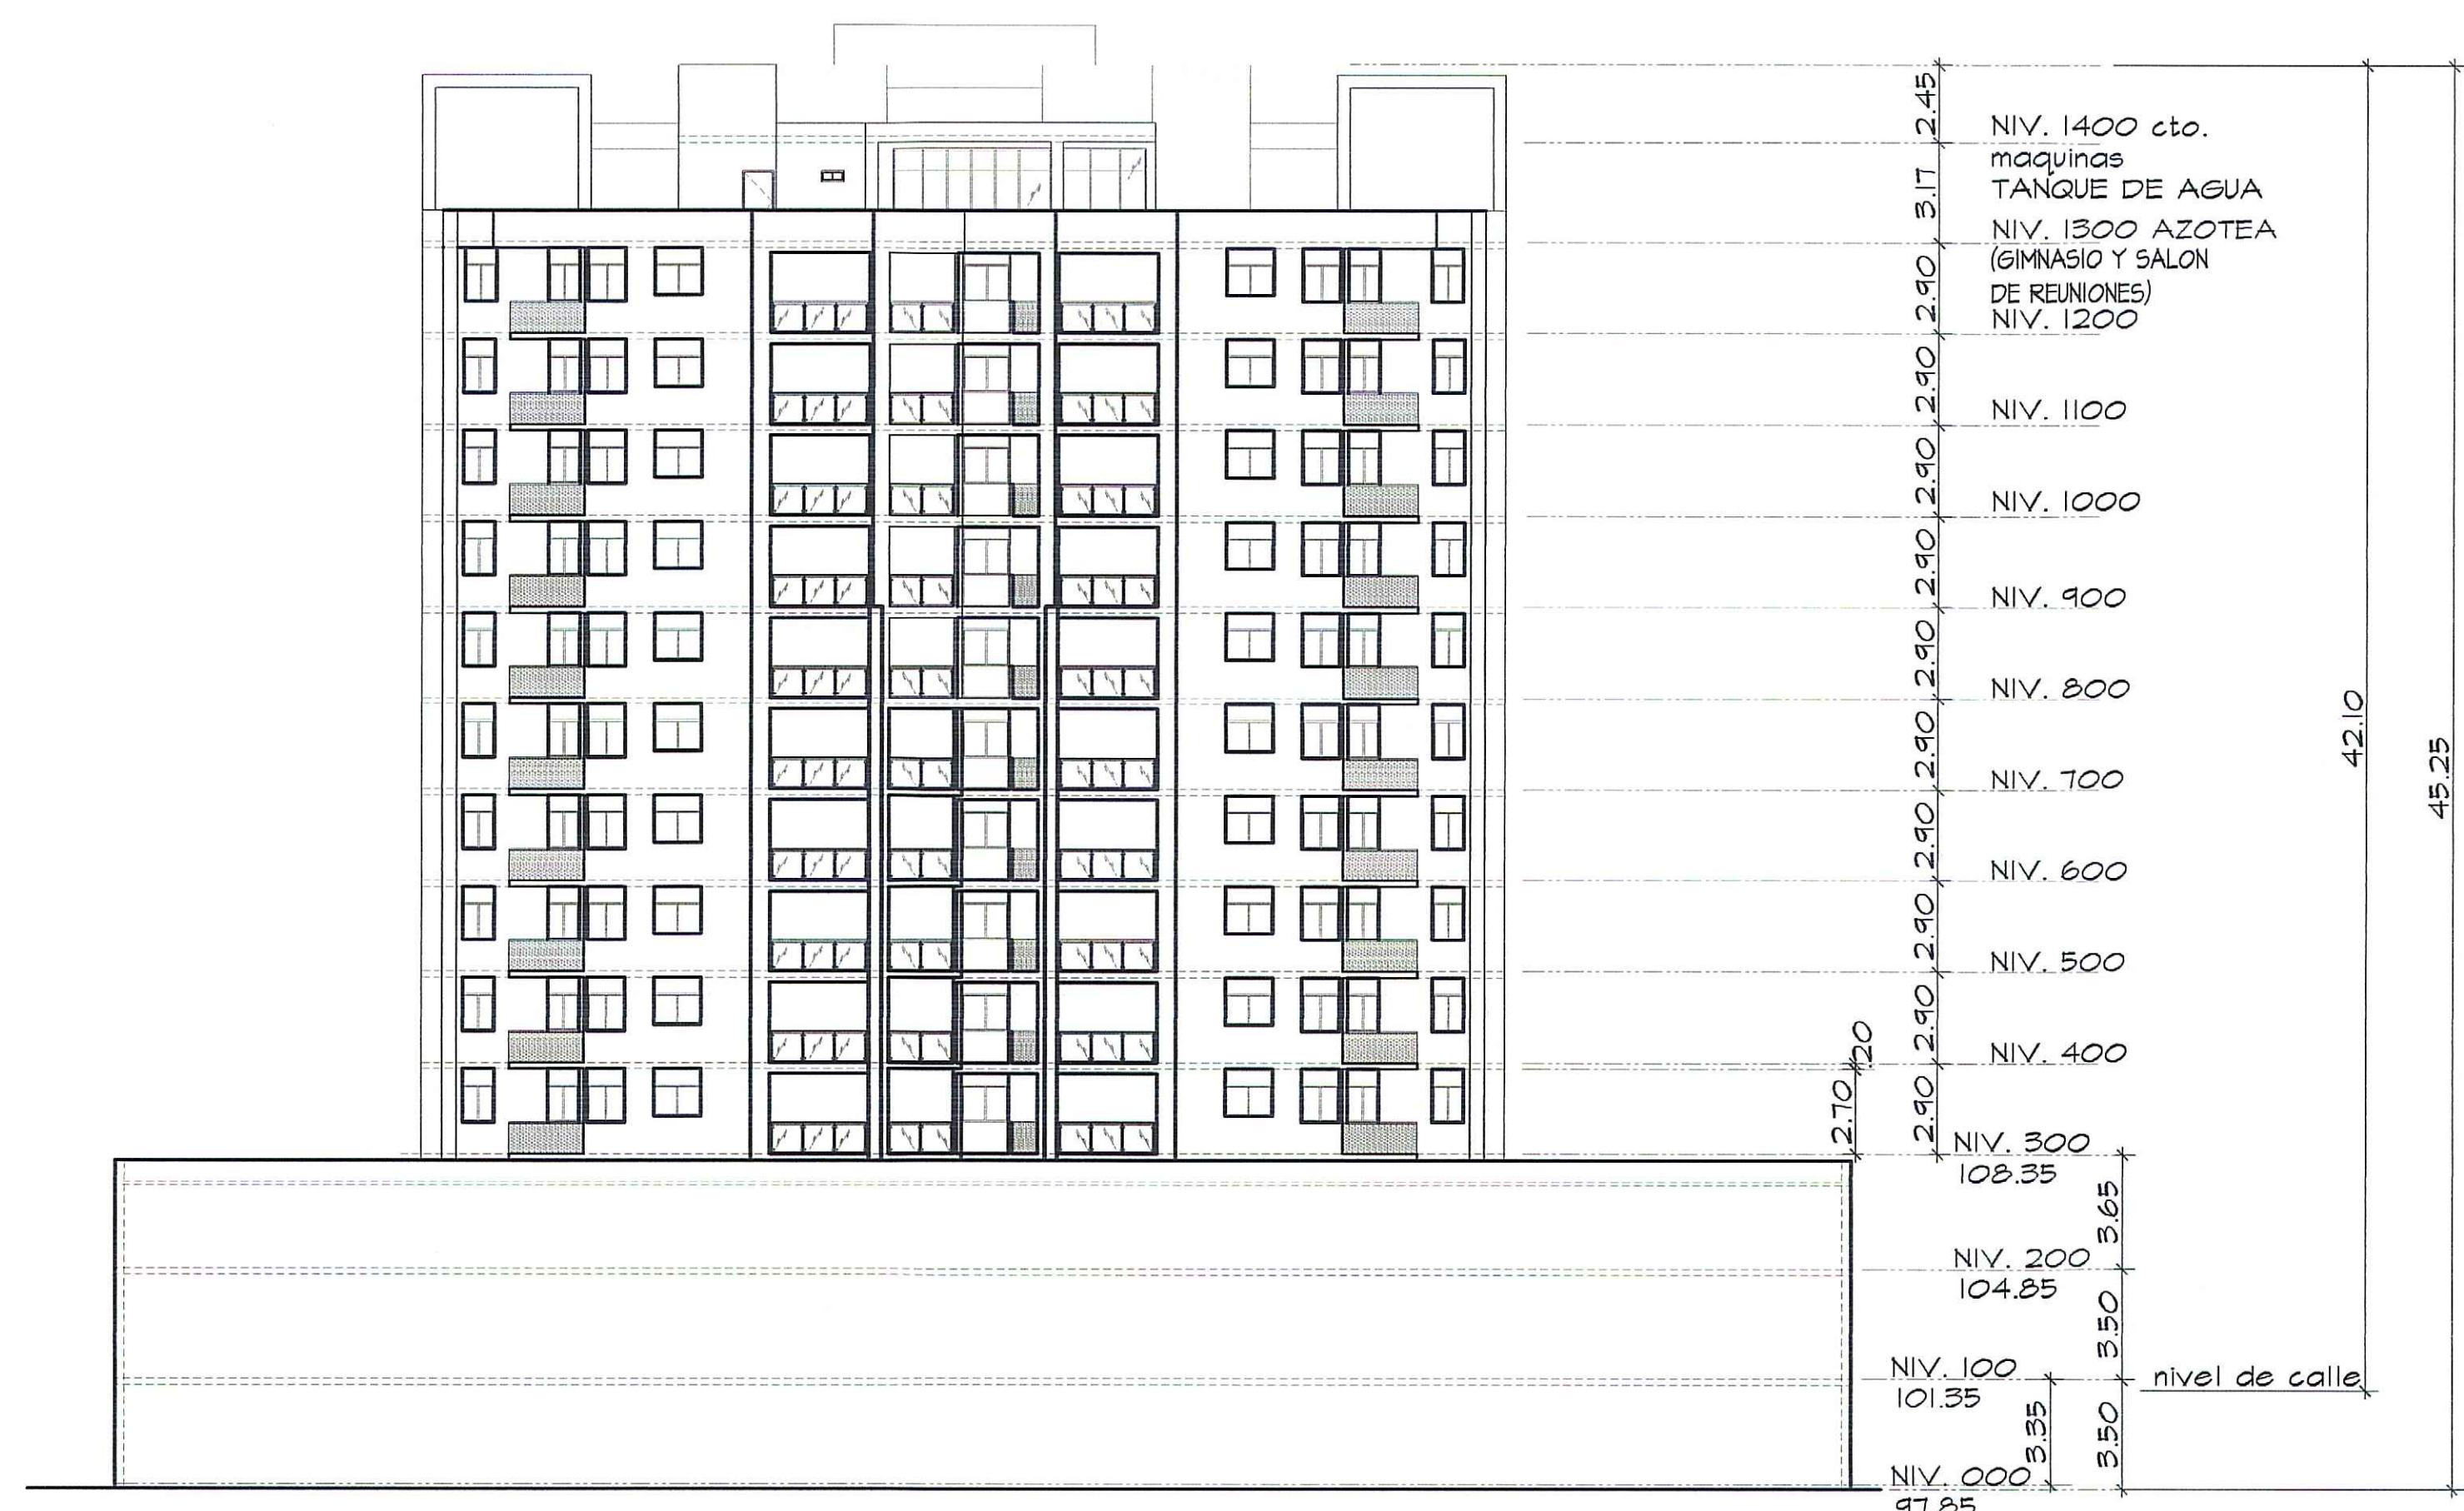 2.45
NIV. 1400 cto.
maquinas
TANQUE DE AGUA
3.17
NIV. 1300 AZOTEA
(GIMNASIO Y SALON
DE REUNIONES)
2.90
NIV. 1200
2.90
NIV. 1100
2.90
NIV. 1000
2.90
NIV. 900
2.90
NIV. 800
2.90
NIV. 700
2.90
NIV. 600
2.90
NIV. 500
2.90
NIV. 400
.20
2.70
2.90
NIV. 300
108.35
3.65
NIV. 200
104.85
3.50
NIV. 100
101.35
nivel de calle
3.35
3.50
NIV. 000
97.85
42.10
45.25